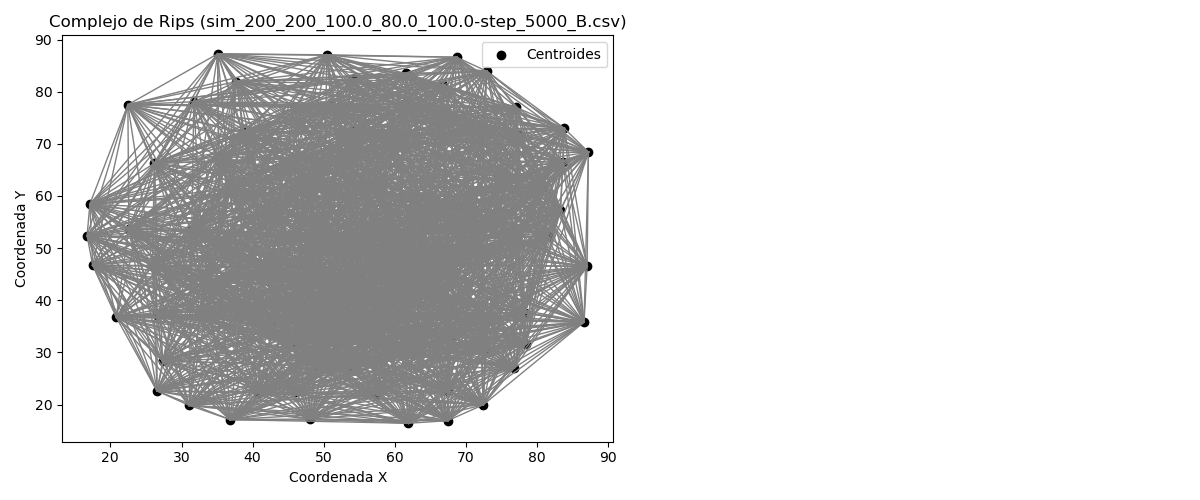 Complejo de Rips (sim_200_200_100.0_80.0_100.0-step_5000_B.csv)
90
80
70
60
50
40
30
20
Coordenada Y
Centroides
20 30 40 50 60 70 80 90
Coordenada X